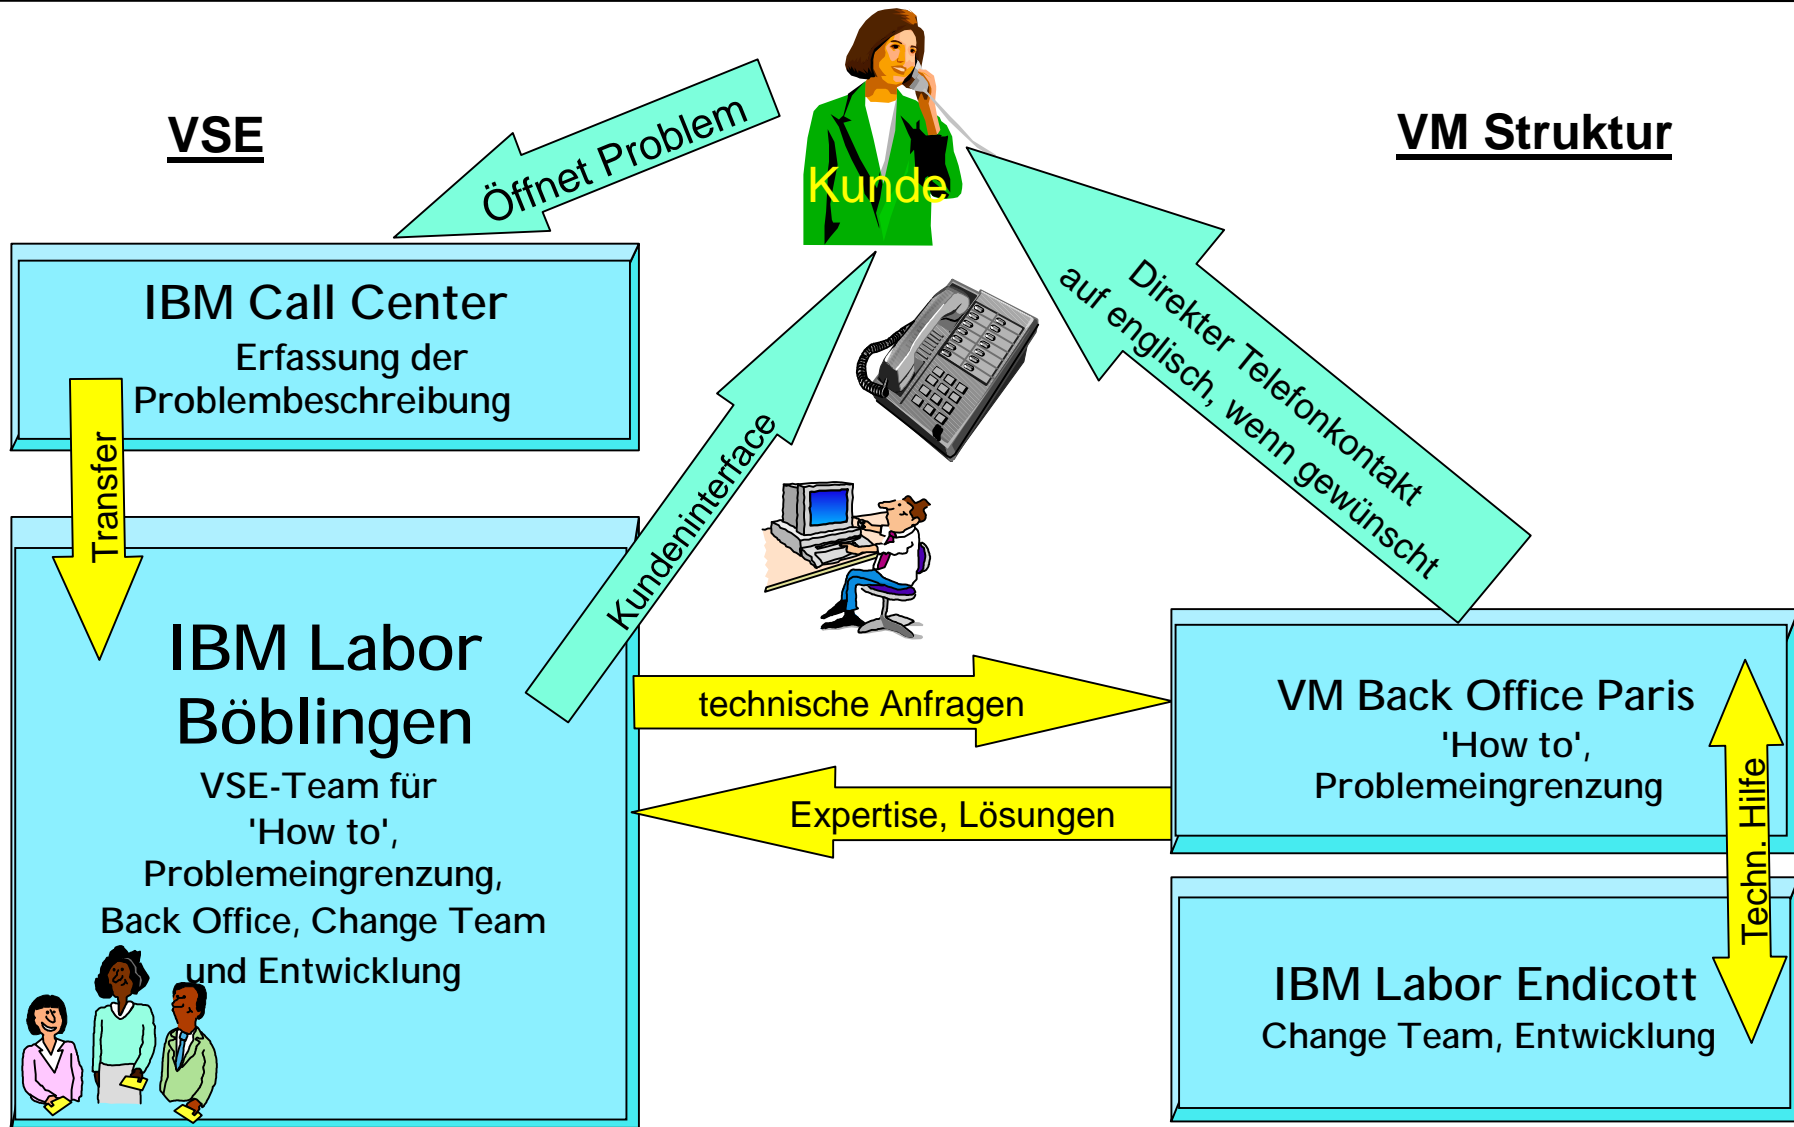 VSE
VM Struktur
Kunde
Öffnet Problem
IBM Call Center
Erfassung der
Problembeschreibung
Transfer
Kundeninterface
Direkter Telefonkontakt
auf englisch, wenn gewünscht
IBM Labor
Böblingen
VSE-Team für
'How to',
Problemeingrenzung,
Back Office, Change Team
und Entwicklung
technische Anfragen
Expertise, Lösungen
VM Back Office Paris
'How to',
Problemeingrenzung
Techn. Hilfe
IBM Labor Endicott
Change Team, Entwicklung